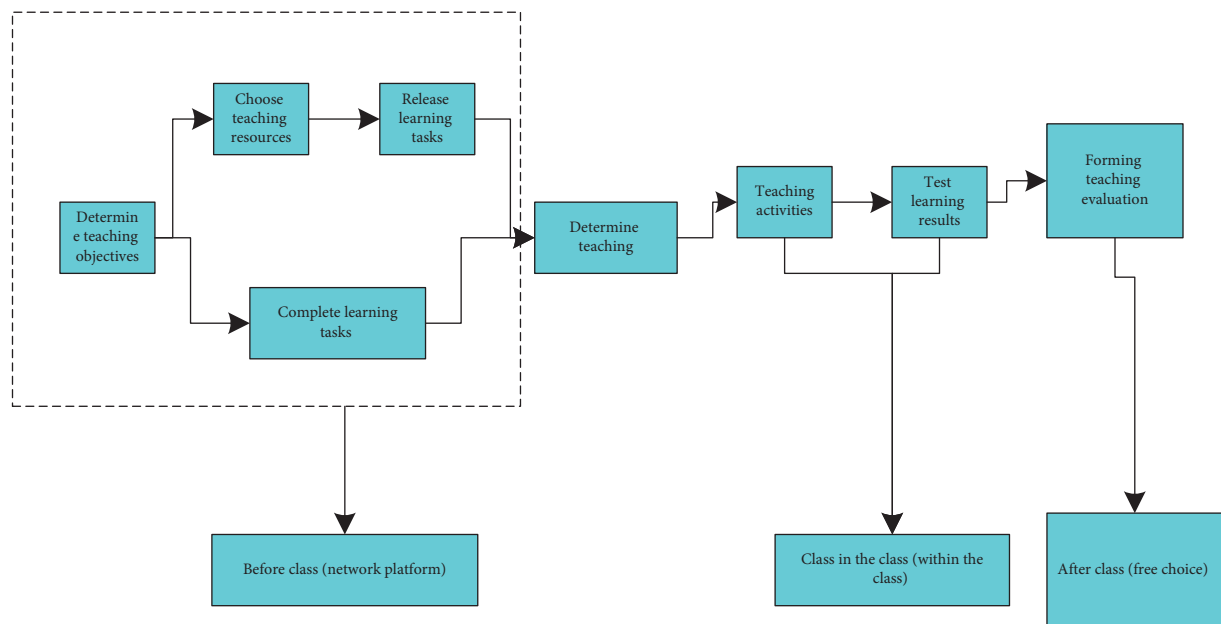 Choose
teaching
resources
Release
learning
tasks
Determin
e teaching
objectives
Complete learning
tasks
Determine
teaching
Teaching
activities
Test
learning
results
Forming
teaching
evaluation
Before class (network platform)
Class in the class (within the
class)
After class (free choice)